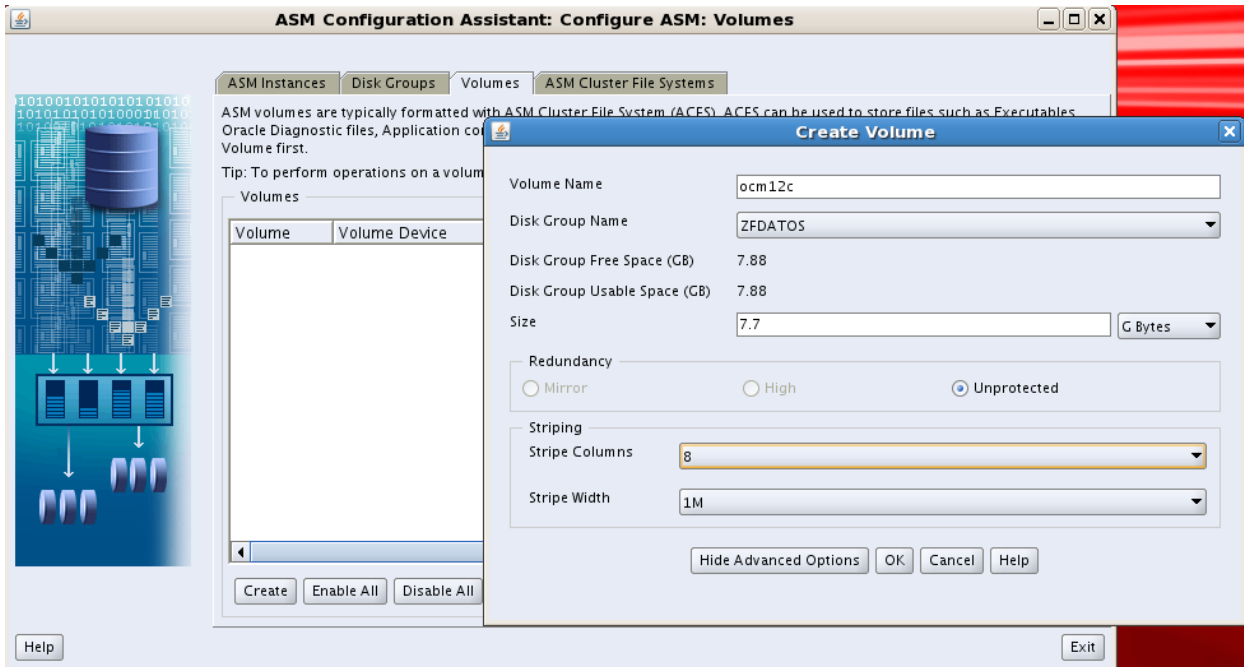 ASM Configuration Assistant: Configure ASM: Volumes
ASM Instances Disk Groups Volumes ASM Cluster File Systems
ASM volumes are typically formatted with ASM Cluster File System (ACFS). ACFS can be used to store files such as Executables,
Oracle Diagnostic files, Application co
Volume first.
Tip: To perform operations on a volum
Volumes
Volume Volume Device
Create Enable All Disable All
Help
Exit
Create Volume
Volume Name ocm12c
Disk Group Name ZFDATOS
Disk Group Free Space (GB) 7.88
Disk Group Usable Space (GB) 7.88
Size 7.7 G Bytes
Redundancy
Mirror High Unprotected
Striping
Stripe Columns 8
Stripe Width 1M
Hide Advanced Options OK Cancel Help